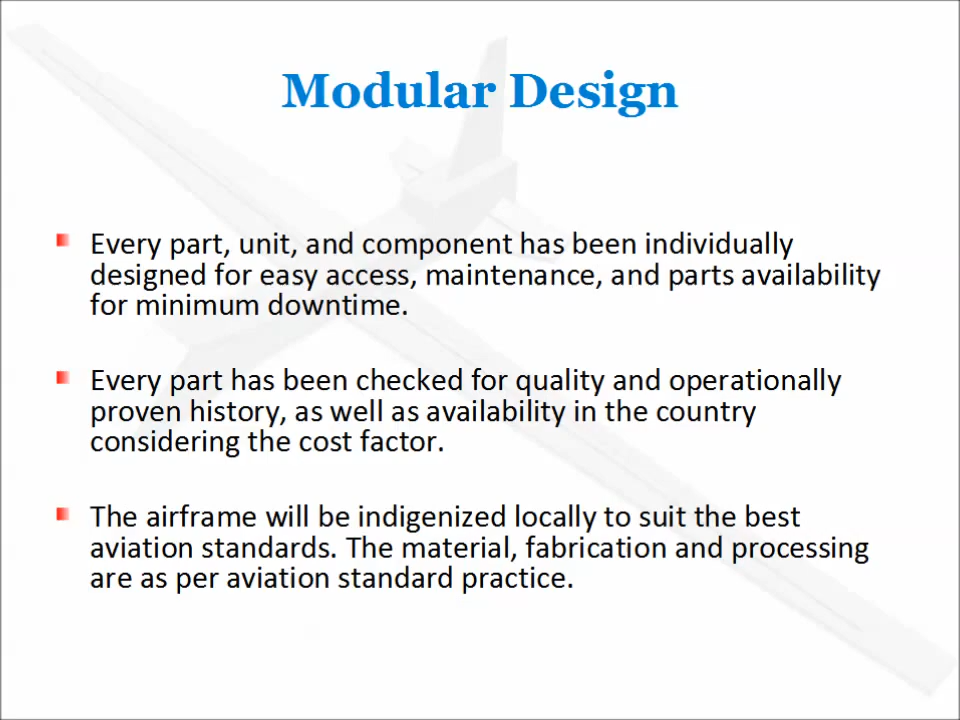 Modular Design
Every part, unit, and component has been individually
designed for easy access, maintenance, and parts availability
for minimum downtime.
Every part has been checked for quality and operationally
proven history, as well as availability in the country
considering the cost factor.
The airframe will be indigenized locally to suit the best
aviation standards. The material, fabrication and processing
are as per aviation standard practice.